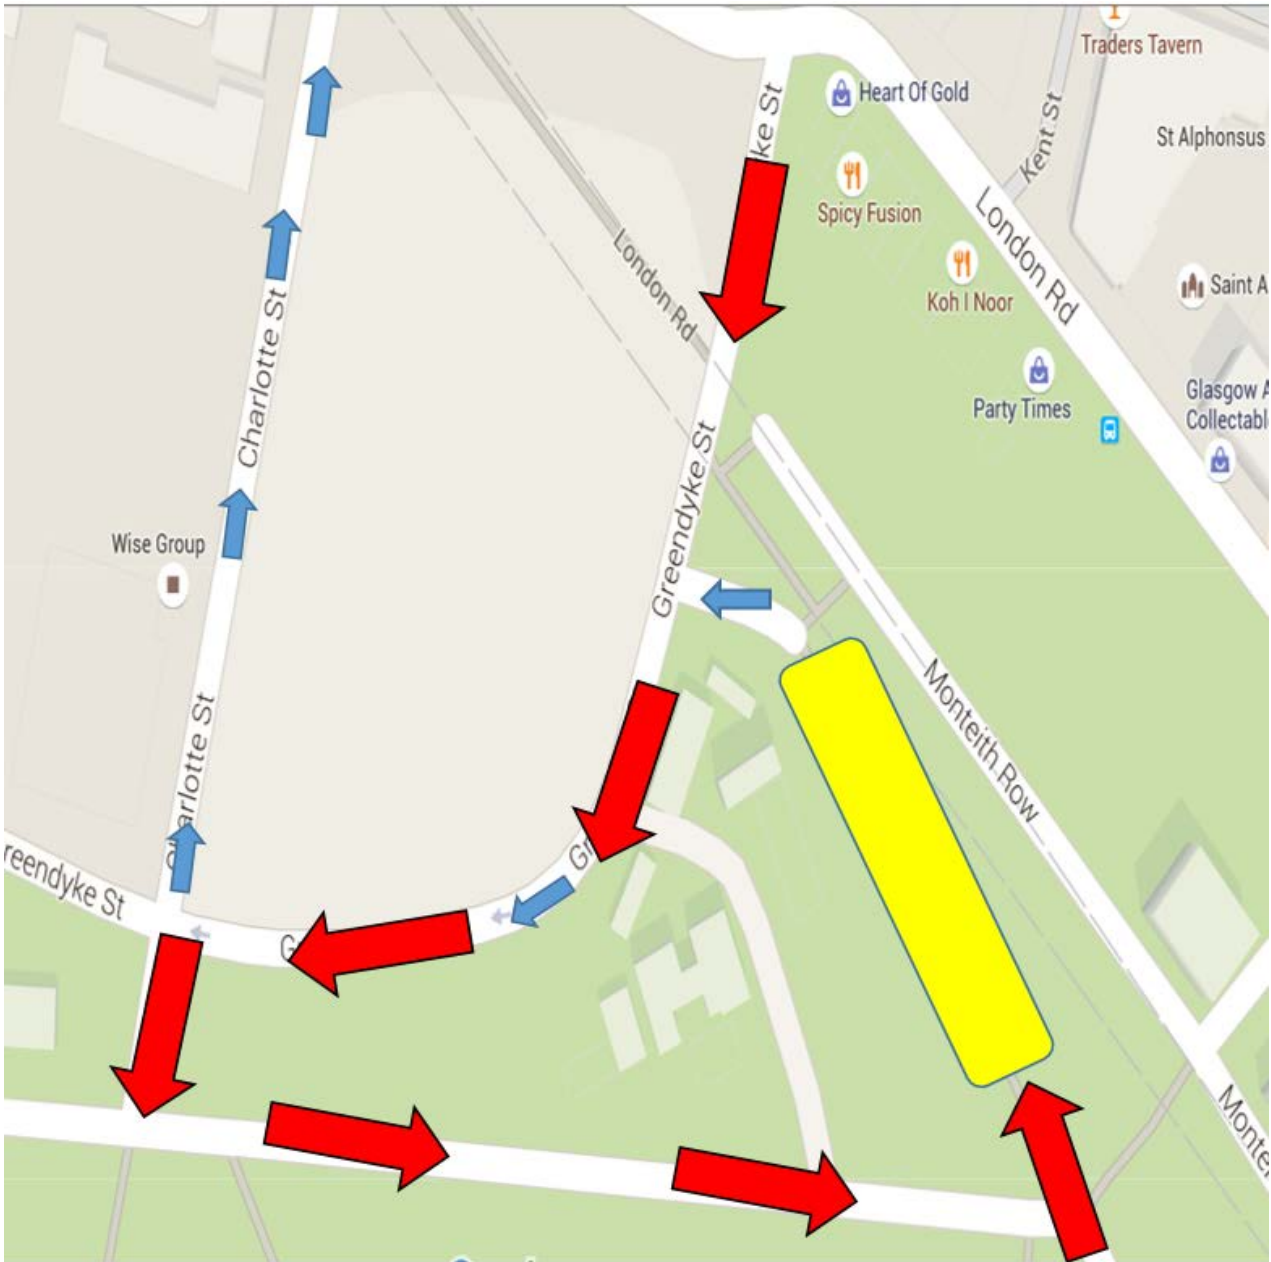 Traders Tavern
Heart Of Gold
St Alphonsus
Kent St
ke St
Spicy Fusion
London Rd
London Rd
Koh I Noor
Saint A
Charlotte St
Party Times
Glasgow A
Collectabl
Greendyke St
Wise Group
Monteith Row
arlotte St
reendyke St
G
G
Monte